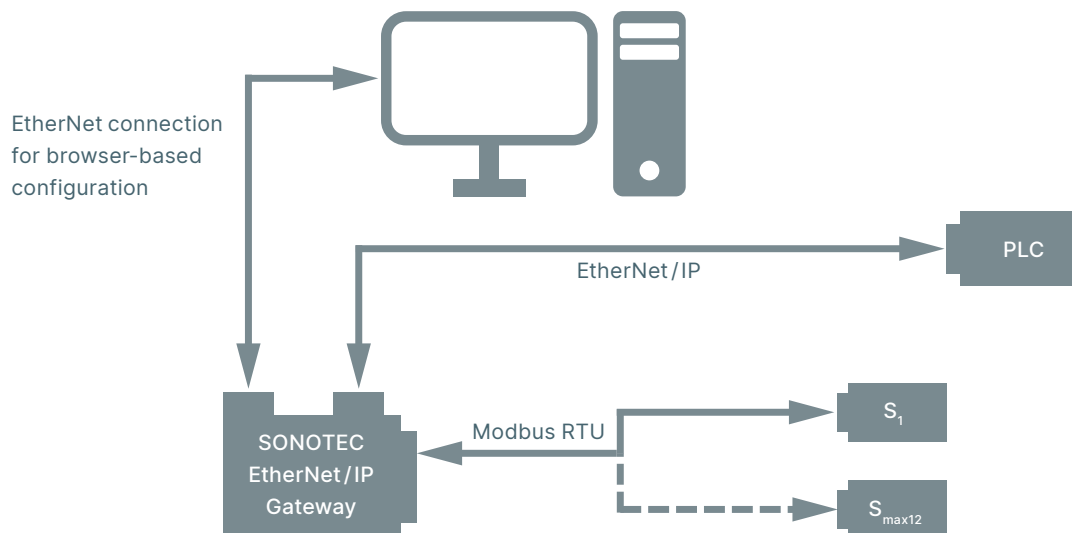 EtherNet connection
for browser-based
configuration
PLC
EtherNet/IP
SONOTEC
EtherNet/IP
Gateway
Modbus RTU
S1
Smax12